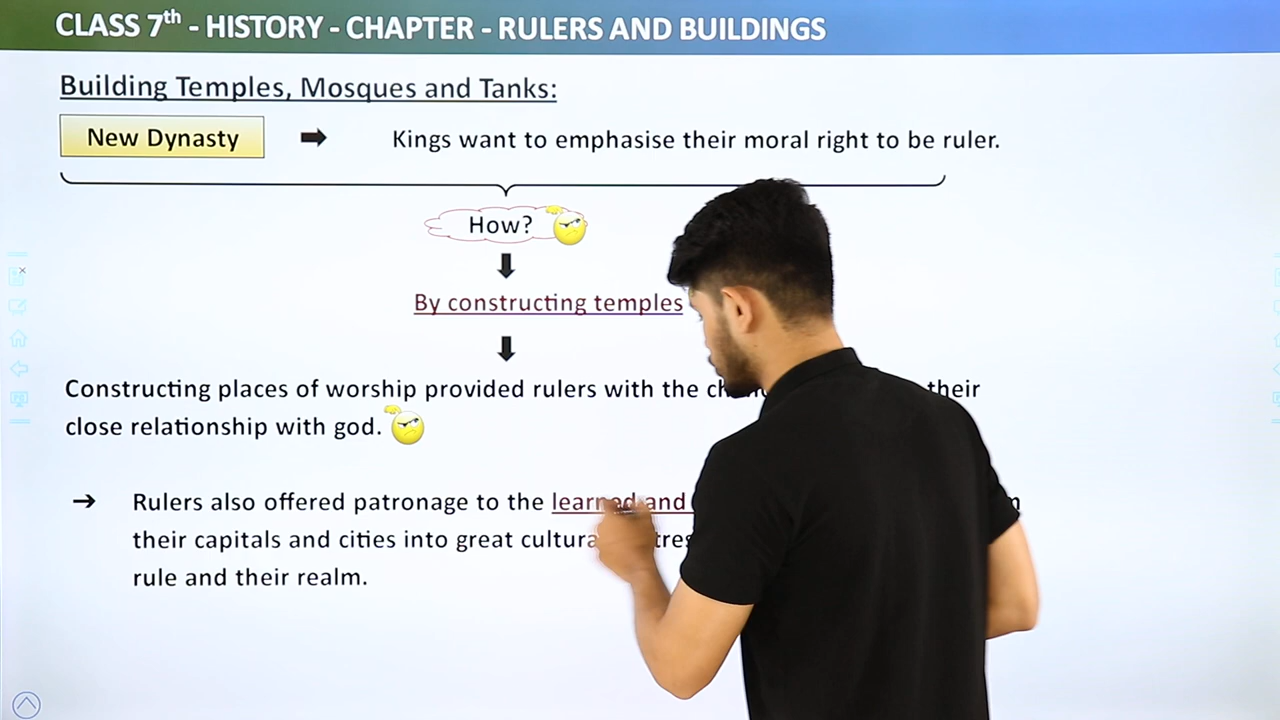 CLASS 7th - HISTORY - CHAPTER - RULERS AND BUILDINGS
Building Temples, Mosques and Tanks:
New Dynasty Kings want to emphasise their moral right to be ruler.
How?
By constructing temples
Constructing places of worship provided rulers with the their
close relationship with god.
Rulers also offered patronage to the learned and
their capitals and cities into great
rule and their realm.